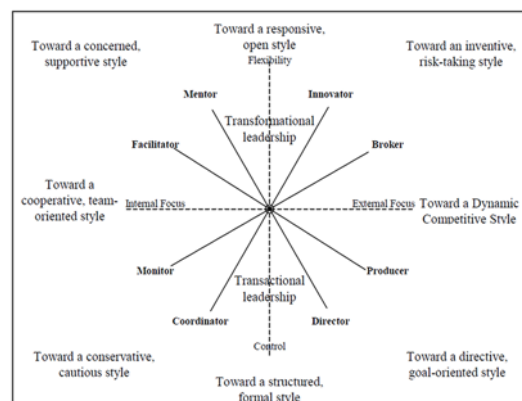 Toward a concerned,
supportive style
Toward a responsive,
open style
Flexibility
Toward an inventive,
risk-taking style
Mentor
Innovator
Transformational
leadership
Facilitator
Broker
Toward a
cooperative, team-
oriented style
Internal Focus
External Focus
Toward a Dynamic
Competitive Style
Monitor
Producer
Transactional
leadership
Coordinator
Director
Control
Toward a conservative,
cautious style
Toward a structured,
formal style
Toward a directive,
goal-oriented style